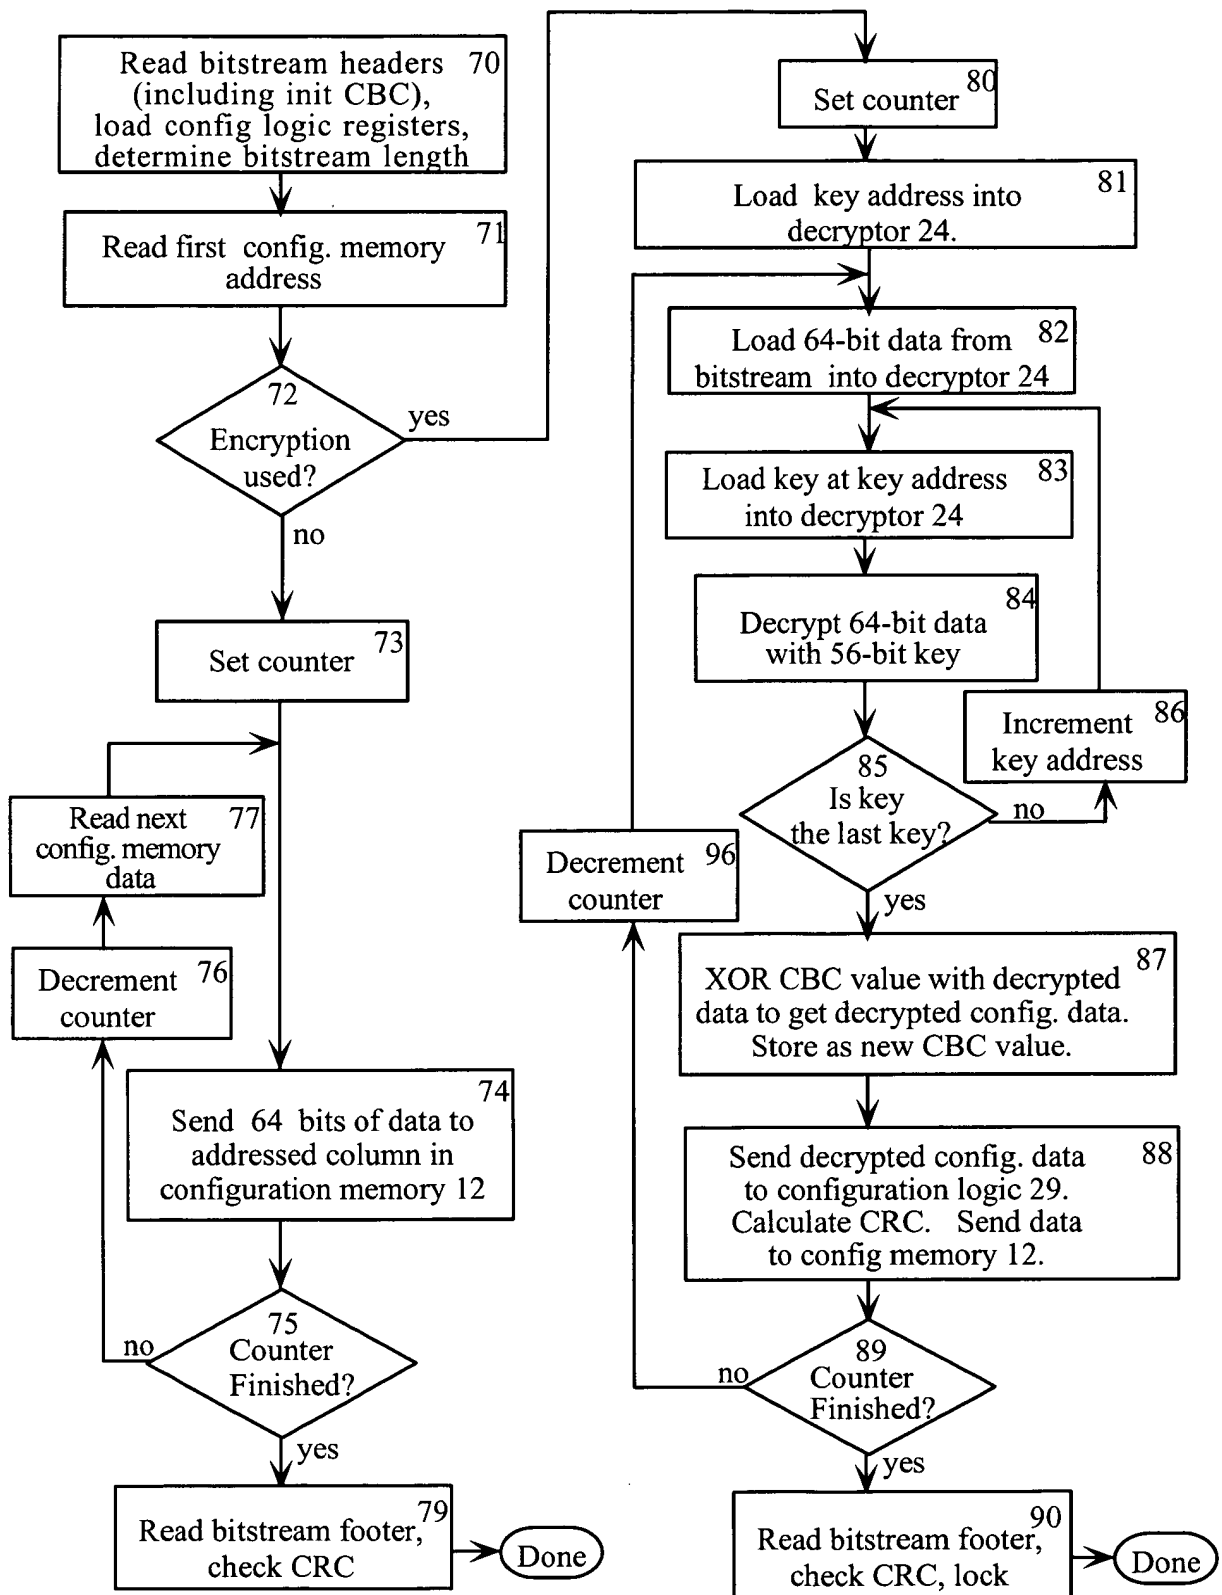 Read bitstream headers 70
(including init CBC),
load config logic registers,
determine bitstream length
71
Read first config. memory
address
72
Encryption
used?
yes
no
73
Set counter
77
Read next
config. memory
data
76
Decrement
counter
74
Send 64 bits of data to
addressed column in
configuration memory 12
75
Counter
Finished?
no
yes
79
Read bitstream footer,
check CRC
Done
80
Set counter
81
Load key address into
decryptor 24.
82
Load 64-bit data from
bitstream into decryptor 24
83
Load key at key address
into decryptor 24
84
Decrypt 64-bit data
with 56-bit key
85
Is key
the last key?
no
86
Increment
key address
yes
96
Decrement
counter
87
XOR CBC value with decrypted
data to get decrypted config. data.
Store as new CBC value.
88
Send decrypted config. data
to configuration logic 29.
Calculate CRC. Send data
to config memory 12.
89
Counter
Finished?
no
yes
90
Read bitstream footer,
check CRC, lock
Done